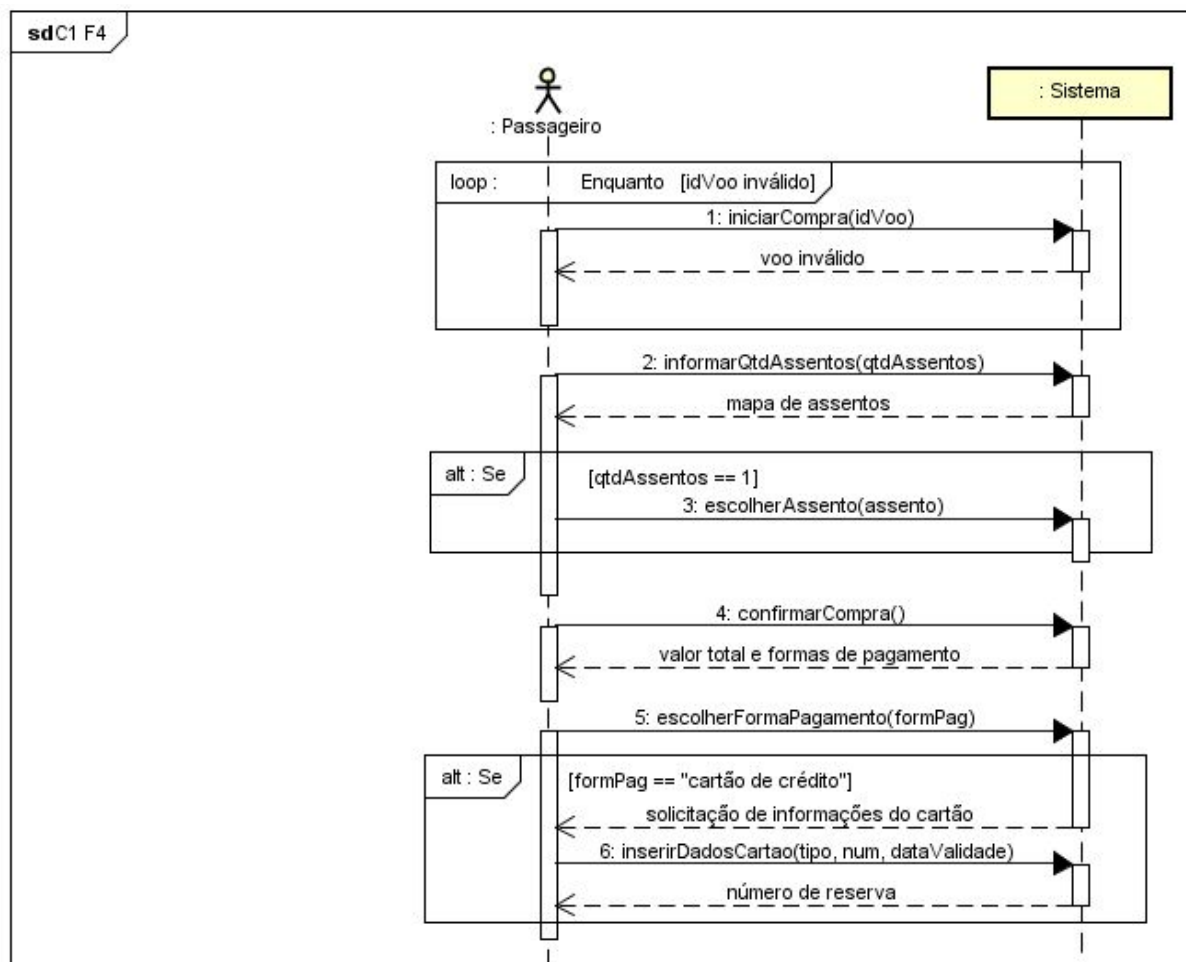 sdC1 F4
: Passageiro
: Sistema
loop : Enquanto [idVoo inválido]
1: iniciarCompra(idVoo)
voo inválido
2: informarQtdAssentos(qtdAssentos)
mapa de assentos
alt : Se [qtdAssentos == 1]
3: escolherAssento(assento)
4: confirmarCompra()
valor total e formas de pagamento
5: escolherFormaPagamento(formPag)
alt : Se [formPag == "cartão de crédito"]
solicitação de informações do cartão
6: inserirDadosCartao(tipo, num, dataValidade)
número de reserva